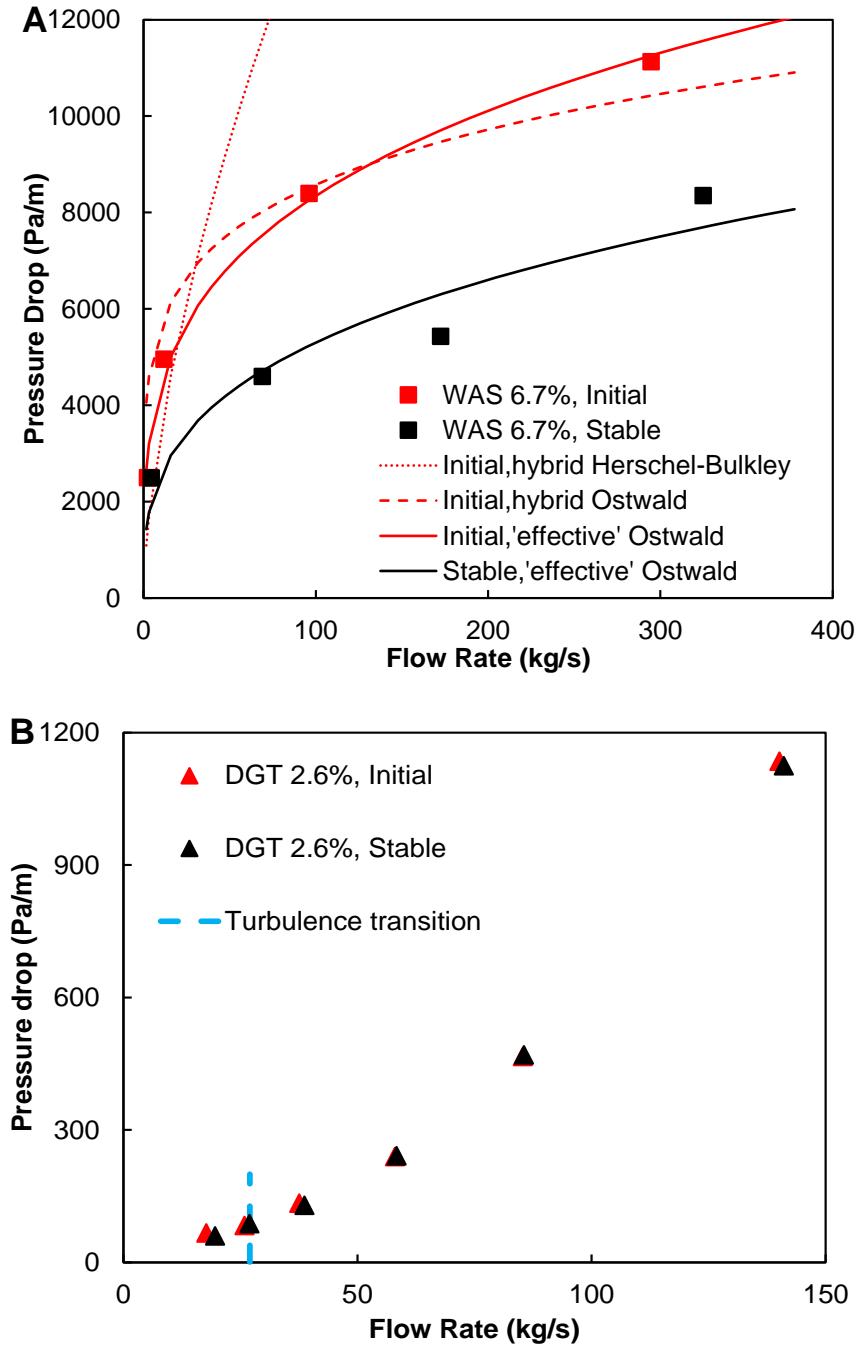 A
12000
10000
8000
6000
4000
2000
0
Pressure Drop (Pa/m)
WAS 6.7%, Initial
WAS 6.7%, Stable
Initial,hybrid Herschel-Bulkley
Initial,hybrid Ostwald
Initial,'effective' Ostwald
Stable,'effective' Ostwald
0 100 200 300 400
Flow Rate (kg/s)
B
1200
900
600
300
0
Pressure drop (Pa/m)
DGT 2.6%, Initial
DGT 2.6%, Stable
Turbulence transition
0 50 100 150
Flow Rate (kg/s)